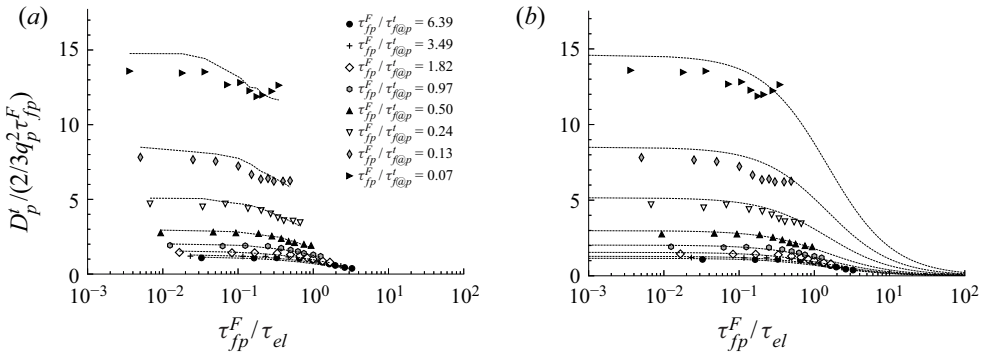 (a)
(b)
τ^F_fp / τ^t_f@p = 6.39
τ^F_fp / τ^t_f@p = 3.49
τ^F_fp / τ^t_f@p = 1.82
τ^F_fp / τ^t_f@p = 0.97
τ^F_fp / τ^t_f@p = 0.50
τ^F_fp / τ^t_f@p = 0.24
τ^F_fp / τ^t_f@p = 0.13
τ^F_fp / τ^t_f@p = 0.07
D^t_p /(2/3q^2_p τ^F_fp)
15
10
5
0
15
10
5
0
10^−3 10^−2 10^−1 10^0 10^1 10^2
10^−3 10^−2 10^−1 10^0 10^1 10^2
τ^F_fp / τ_el
τ^F_fp / τ_el